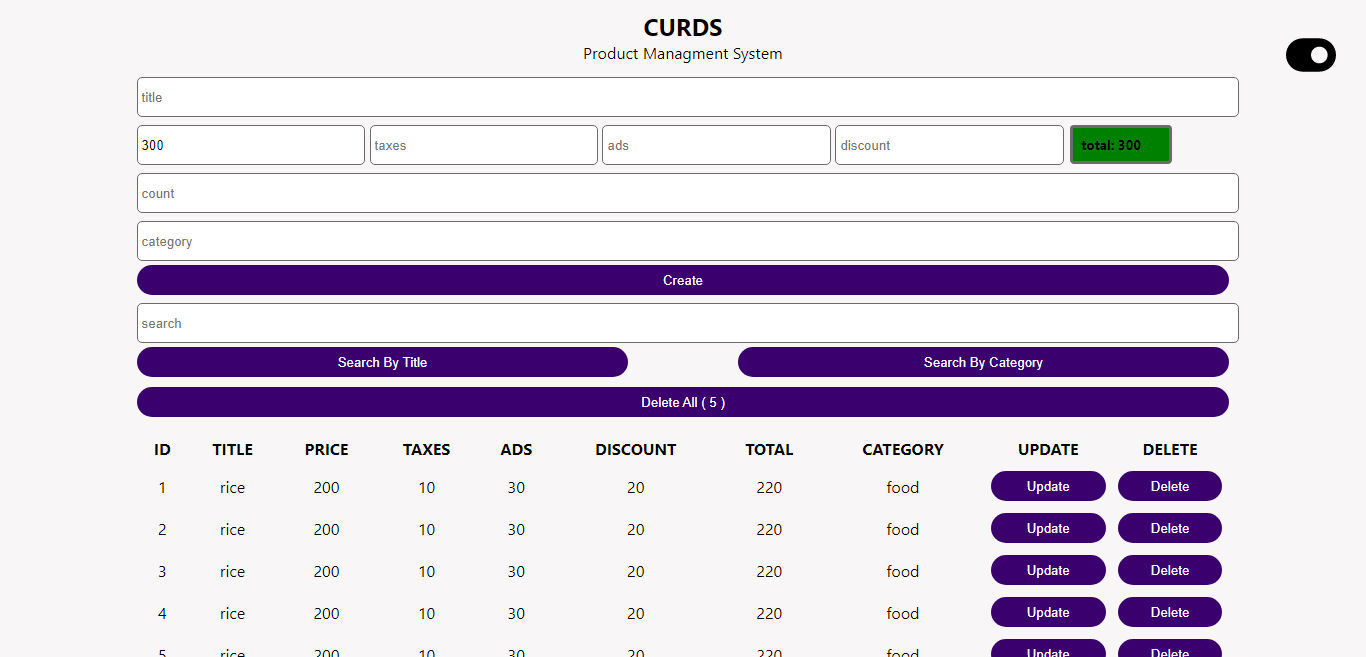 CURDS
Product Managment System
title
300 taxes ads discount total: 300
count
category
Create
search
Search By Title Search By Category
Delete All ( 5 )
ID TITLE PRICE TAXES ADS DISCOUNT TOTAL CATEGORY UPDATE DELETE
1 rice 200 10 30 20 220 food Update Delete
2 rice 200 10 30 20 220 food Update Delete
3 rice 200 10 30 20 220 food Update Delete
4 rice 200 10 30 20 220 food Update Delete
5 rice 200 10 30 20 220 food Update Delete